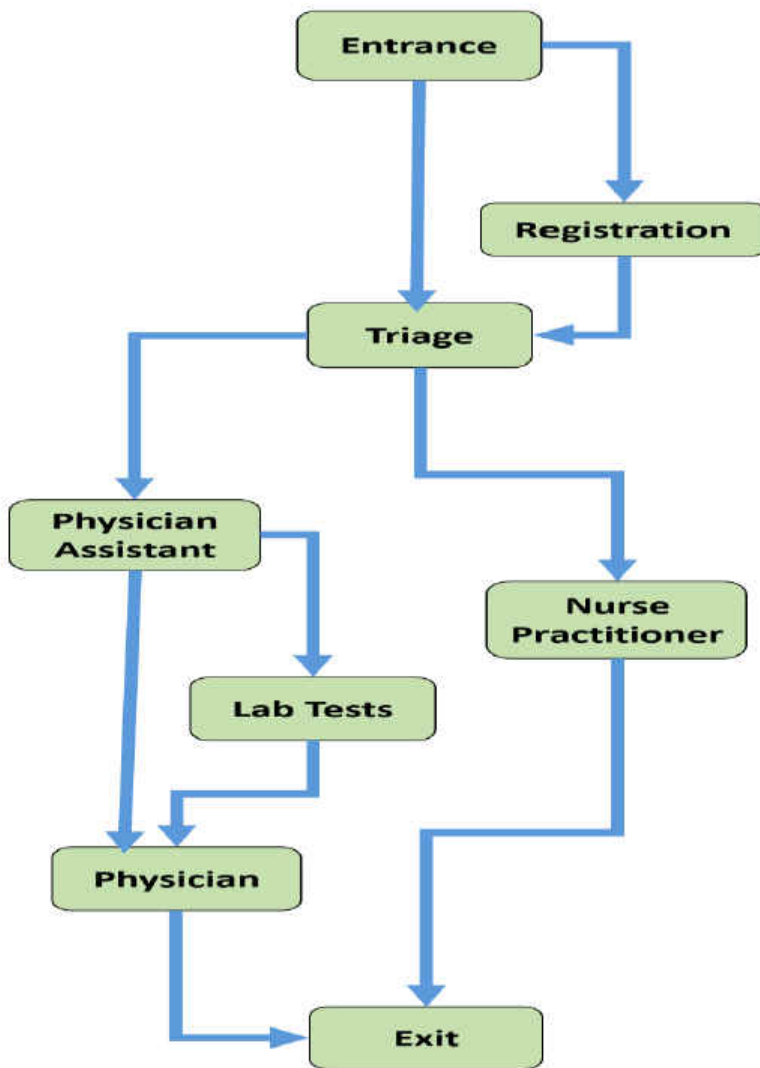 Entrance
Registration
Triage
Physician
Assistant
Nurse
Practitioner
Lab Tests
Physician
Exit